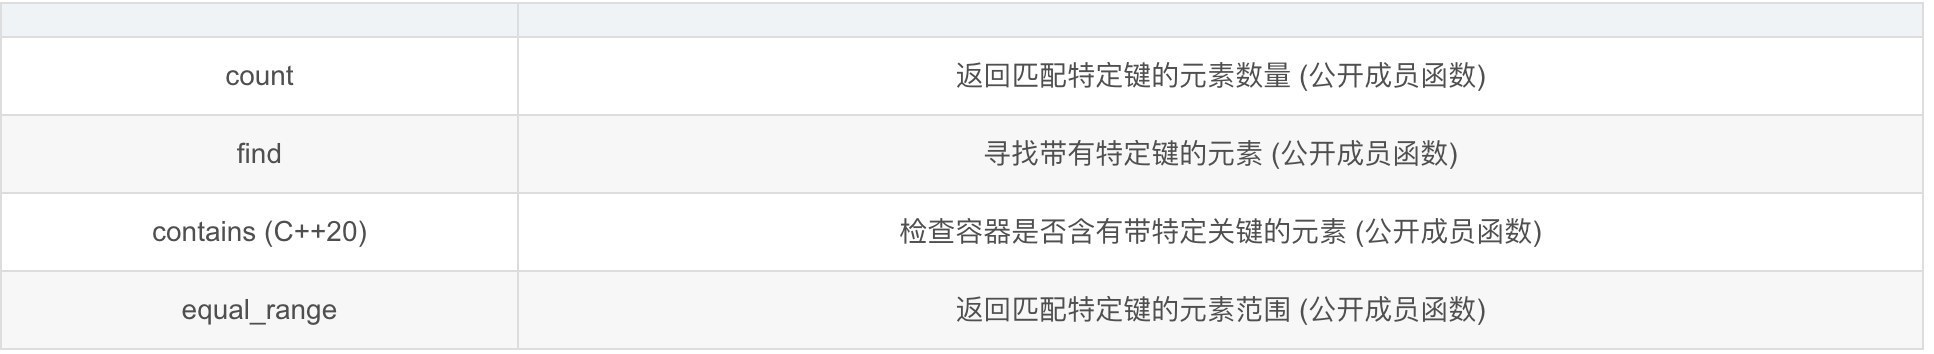 count 返回匹配特定键的元素数量 (公开成员函数)
find 寻找带有特定键的元素 (公开成员函数)
contains (C++20) 检查容器是否含有带特定关键的元素 (公开成员函数)
equal_range 返回匹配特定键的元素范围 (公开成员函数)